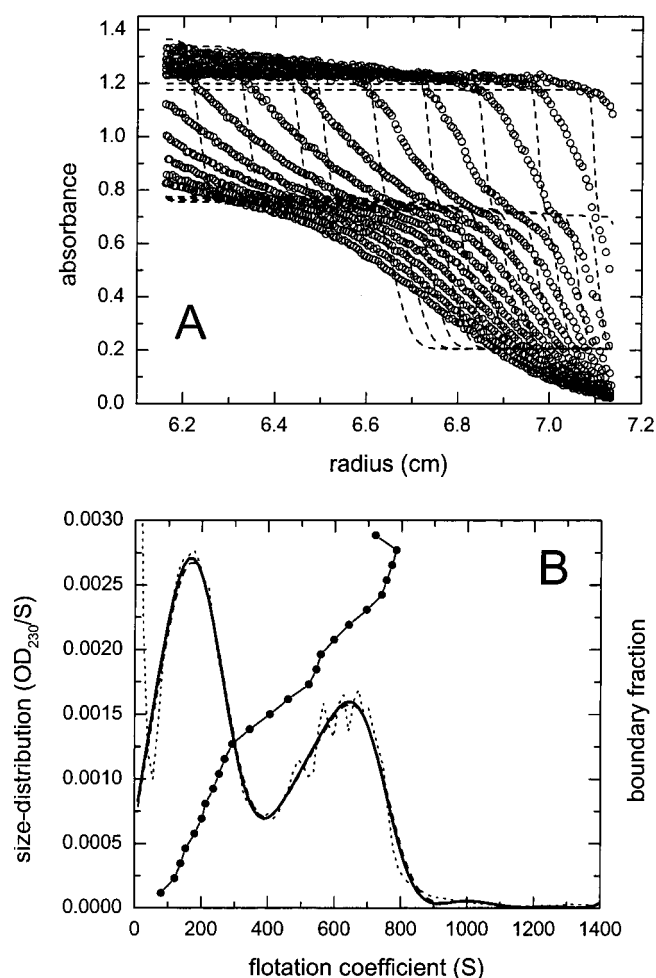 1.4
1.2
1.0
0.8
0.6
0.4
0.2
0.0
absorbance
A
6.2 6.4 6.6 6.8 7.0 7.2
radius (cm)
0.0030
0.0025
0.0020
0.0015
0.0010
0.0005
0.0000
size-distribution (OD230/S)
B
boundary fraction
0 200 400 600 800 1000 1200 1400
flotation coefficient (S)